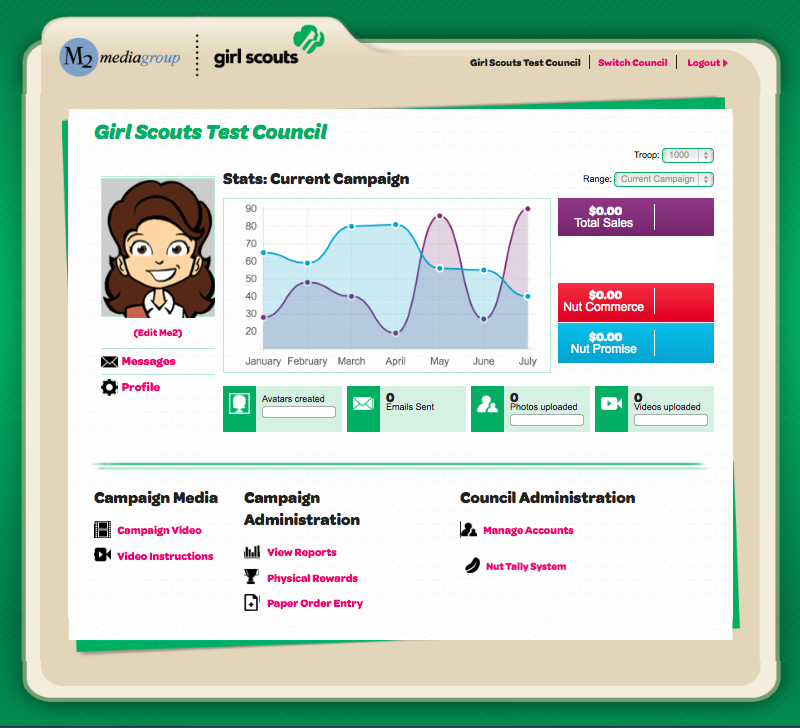 M2 mediagroup
girl scouts
Girl Scouts Test Council
Switch Council
Logout
Girl Scouts Test Council
Troop: 1000
Stats: Current Campaign
Range: Current Campaign
90
80
70
60
50
40
30
20
January February March April May June July
$0.00
Total Sales
$0.00
Nut Commerce
$0.00
Nut Promise
(Edit Me2)
Messages
Profile
Avatars created
0
Emails Sent
0
Photos uploaded
0
Videos uploaded
Campaign Media
Campaign Video
Video Instructions
Campaign
Administration
View Reports
Physical Rewards
Paper Order Entry
Council Administration
Manage Accounts
Nut Tally System